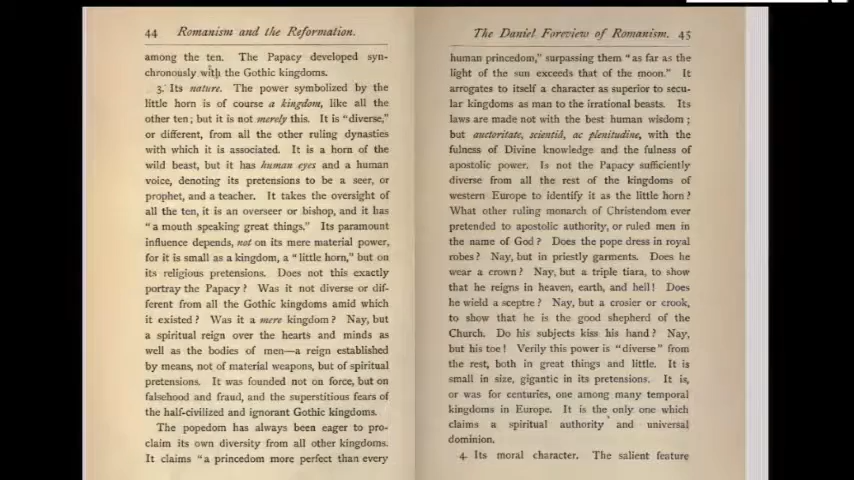 44 Romanism and the Reformation.
among the ten. The Papacy developed syn-
chronously with the Gothic kingdoms.
3. Its nature. The power symbolized by the
little horn is of course a kingdom, like all the
other ten; but it is not merely this. It is "diverse,"
or different, from all the other ruling dynasties
with which it is associated. It is a horn of the
wild beast, but it has human eyes and a human
voice, denoting its pretensions to be a seer, or
prophet, and a teacher. It takes the oversight of
all the ten, it is an overseer or bishop, and it has
"a mouth speaking great things." Its paramount
influence depends, not on its mere material power,
for it is small as a kingdom, a "little horn," but on
its religious pretensions. Does not this exactly
portray the Papacy? Was it not diverse or dif-
ferent from all the Gothic kingdoms amid which
it existed? Was it a mere kingdom? Nay, but
a spiritual reign over the hearts and minds as
well as the bodies of men—a reign established
by means, not of material weapons, but of spiritual
pretensions. It was founded not on force, but on
falsehood and fraud, and the superstitious fears of
the half-civilized and ignorant Gothic kingdoms.
The popedom has always been eager to pro-
claim its own diversity from all other kingdoms.
It claims "a princedom more perfect than every
The Daniel Foreview of Romanism. 45
human princedom," surpassing them "as far as the
light of the sun exceeds that of the moon." It
arrogates to itself a character as superior to secu-
lar kingdoms as man to the irrational beasts. Its
laws are made not with the best human wisdom;
but auctoritate, scientiâ, ac plenitudine, with the
fulness of Divine knowledge and the fulness of
apostolic power. Is not the Papacy sufficiently
diverse from all the rest of the kingdoms of
western Europe to identify it as the little horn?
What other ruling monarch of Christendom ever
pretended to apostolic authority, or ruled men in
the name of God? Does the pope dress in royal
robes? Nay, but in priestly garments. Does he
wear a crown? Nay, but a triple tiara, to show
that he reigns in heaven, earth, and hell! Does
he wield a sceptre? Nay, but a crosier or crook,
to show that he is the good shepherd of the
Church. Do his subjects kiss his hand? Nay,
but his toe! Verily this power is "diverse" from
the rest, both in great things and little. It is
small in size, gigantic in its pretensions. It is,
or was for centuries, one among many temporal
kingdoms in Europe. It is the only one which
claims a spiritual authority and universal
dominion.
4. Its moral character. The salient feature